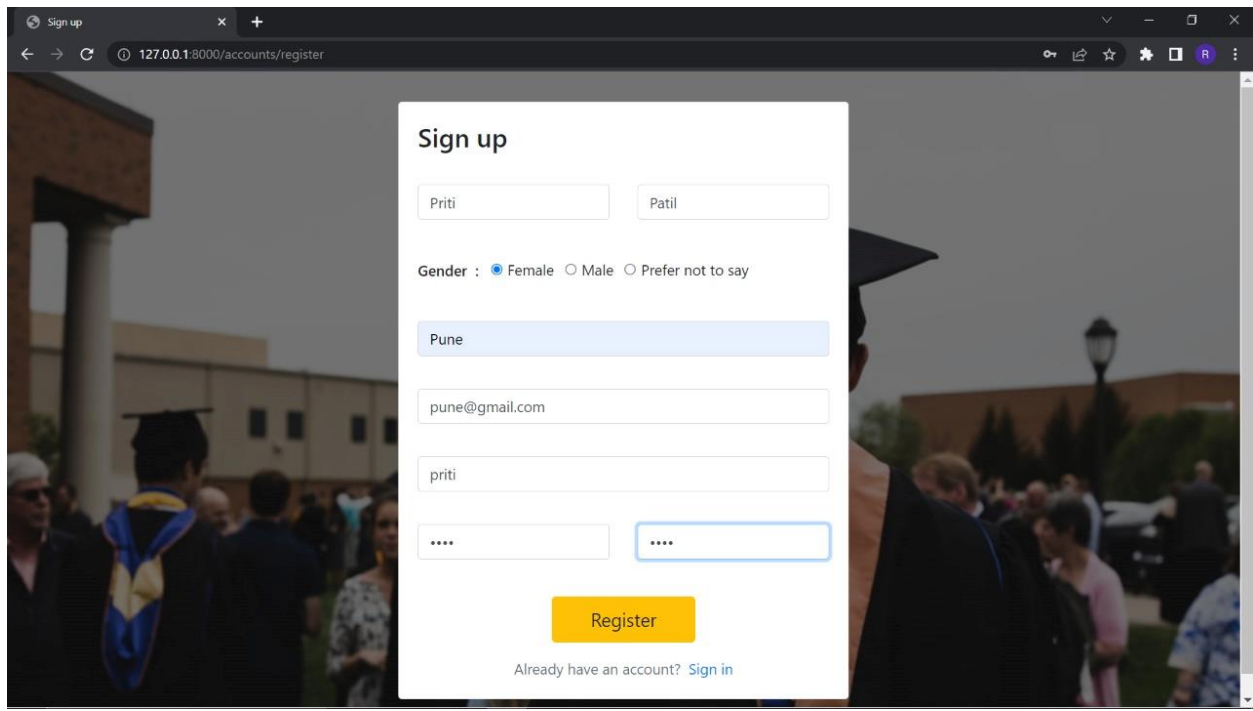 Sign up
127.0.0.1:8000/accounts/register
R
Sign up
Priti Patil
Gender : Female Male Prefer not to say
Pune
pune@gmail.com
priti
•••• ••••
Register
Already have an account? Sign in